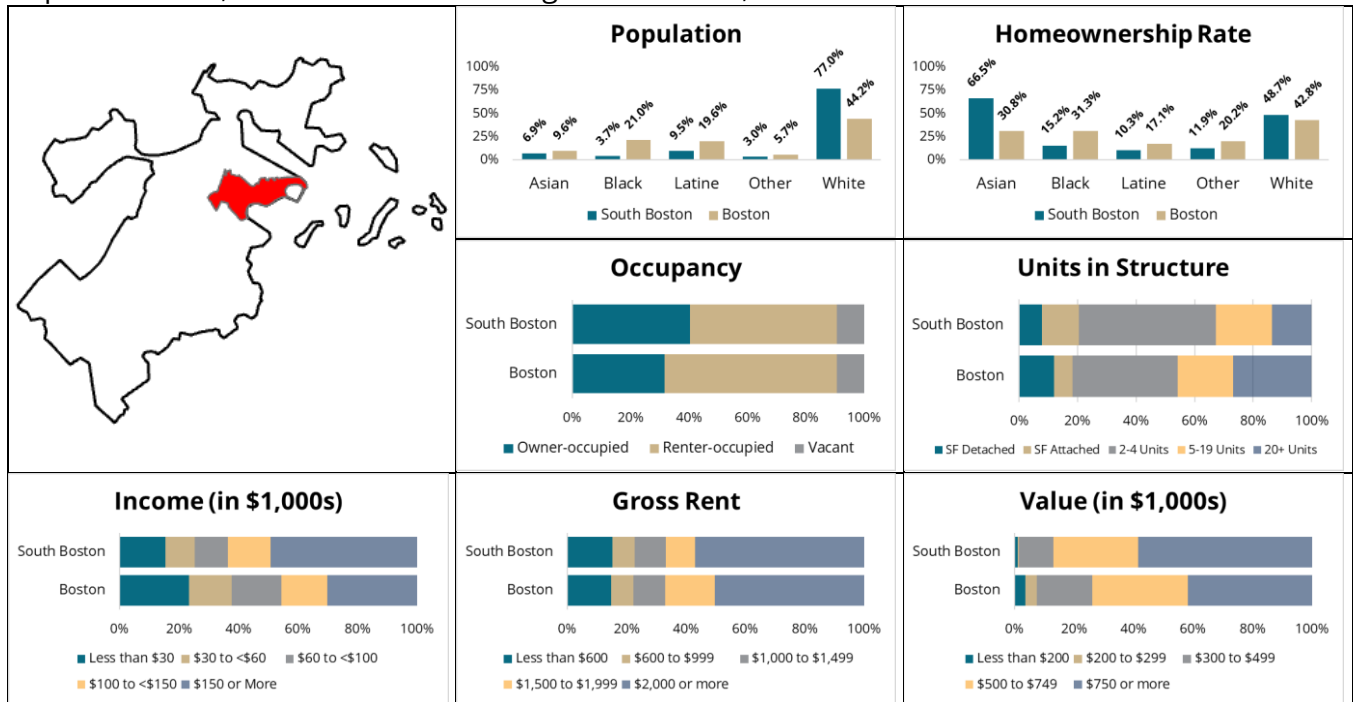 Population
100%
75%
50%
25%
0%
6.9% 9.6% 3.7% 21.0% 9.5% 19.6% 3.0% 5.7% 77.0% 44.2%
Asian Black Latine Other White
South Boston Boston
Homeownership Rate
100%
75%
50%
25%
0%
66.5% 30.8% 15.2% 31.3% 10.3% 17.1% 11.9% 20.2% 48.7% 42.8%
Asian Black Latine Other White
South Boston Boston
Occupancy
South Boston
Boston
0% 20% 40% 60% 80% 100%
Owner-occupied Renter-occupied Vacant
Units in Structure
South Boston
Boston
0% 20% 40% 60% 80% 100%
SF Detached SF Attached 2-4 Units 5-19 Units 20+ Units
Income (in $1,000s)
South Boston
Boston
0% 20% 40% 60% 80% 100%
Less than $30 $30 to <$60 $60 to <$100
$100 to <$150 $150 or More
Gross Rent
South Boston
Boston
0% 20% 40% 60% 80% 100%
Less than $600 $600 to $999 $1,000 to $1,499
$1,500 to $1,999 $2,000 or more
Value (in $1,000s)
South Boston
Boston
0% 20% 40% 60% 80% 100%
Less than $200 $200 to $299 $300 to $499
$500 to $749 $750 or more